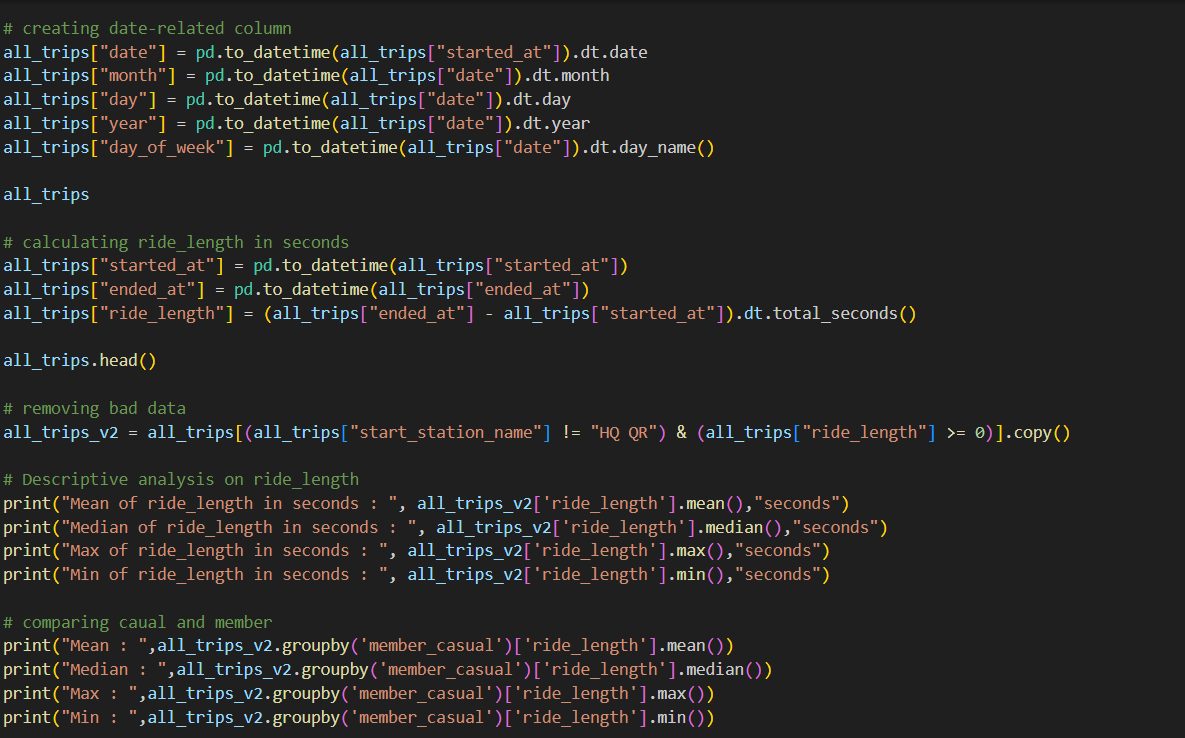 # creating date-related column
all_trips["date"] = pd.to_datetime(all_trips["started_at"]).dt.date
all_trips["month"] = pd.to_datetime(all_trips["date"]).dt.month
all_trips["day"] = pd.to_datetime(all_trips["date"]).dt.day
all_trips["year"] = pd.to_datetime(all_trips["date"]).dt.year
all_trips["day_of_week"] = pd.to_datetime(all_trips["date"]).dt.day_name()
all_trips
# calculating ride_length in seconds
all_trips["started_at"] = pd.to_datetime(all_trips["started_at"])
all_trips["ended_at"] = pd.to_datetime(all_trips["ended_at"])
all_trips["ride_length"] = (all_trips["ended_at"] - all_trips["started_at"]).dt.total_seconds()
all_trips.head()
# removing bad data
all_trips_v2 = all_trips[(all_trips["start_station_name"] != "HQ QR") & (all_trips["ride_length"] >= 0)].copy()
# Descriptive analysis on ride_length
print("Mean of ride_length in seconds : ", all_trips_v2['ride_length'].mean(),"seconds")
print("Median of ride_length in seconds : ", all_trips_v2['ride_length'].median(),"seconds")
print("Max of ride_length in seconds : ", all_trips_v2['ride_length'].max(),"seconds")
print("Min of ride_length in seconds : ", all_trips_v2['ride_length'].min(),"seconds")
# comparing caual and member
print("Mean : ",all_trips_v2.groupby('member_casual')['ride_length'].mean())
print("Median : ",all_trips_v2.groupby('member_casual')['ride_length'].median())
print("Max : ",all_trips_v2.groupby('member_casual')['ride_length'].max())
print("Min : ",all_trips_v2.groupby('member_casual')['ride_length'].min())